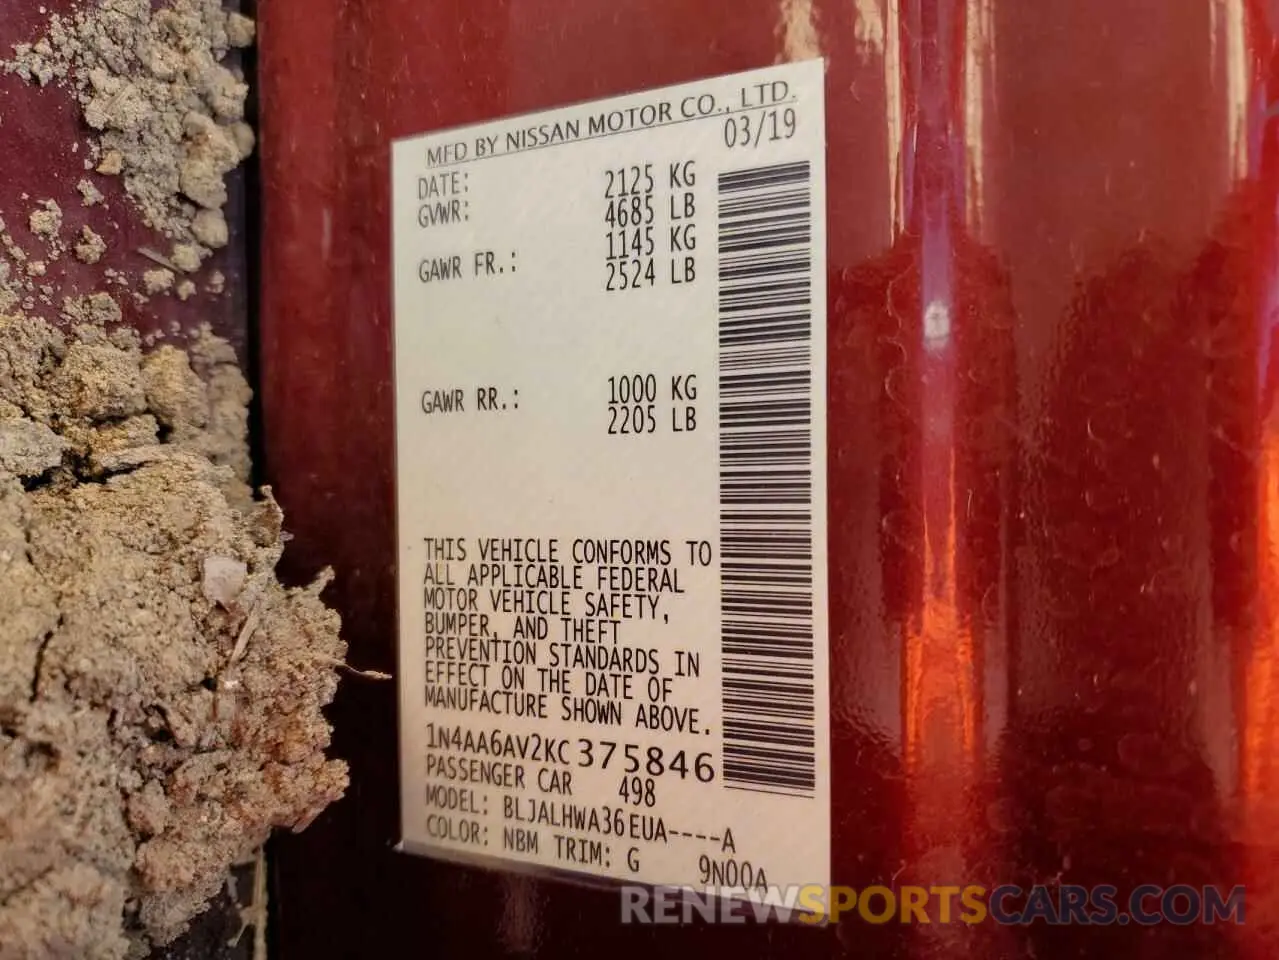 MFD BY NISSAN MOTOR CO., LTD.
DATE: 03/19
GVWR: 2125 KG
4685 LB
GAWR FR.: 1145 KG
2524 LB
GAWR RR.: 1000 KG
2205 LB
THIS VEHICLE CONFORMS TO
ALL APPLICABLE FEDERAL
MOTOR VEHICLE SAFETY,
BUMPER, AND THEFT
PREVENTION STANDARDS IN
EFFECT ON THE DATE OF
MANUFACTURE SHOWN ABOVE.
1N4AA6AV2KC375846
PASSENGER CAR 498
MODEL: BLJALHWA36EUA----A
COLOR: NBM TRIM: G 9N00A
RENEWSPORTSCARS.COM